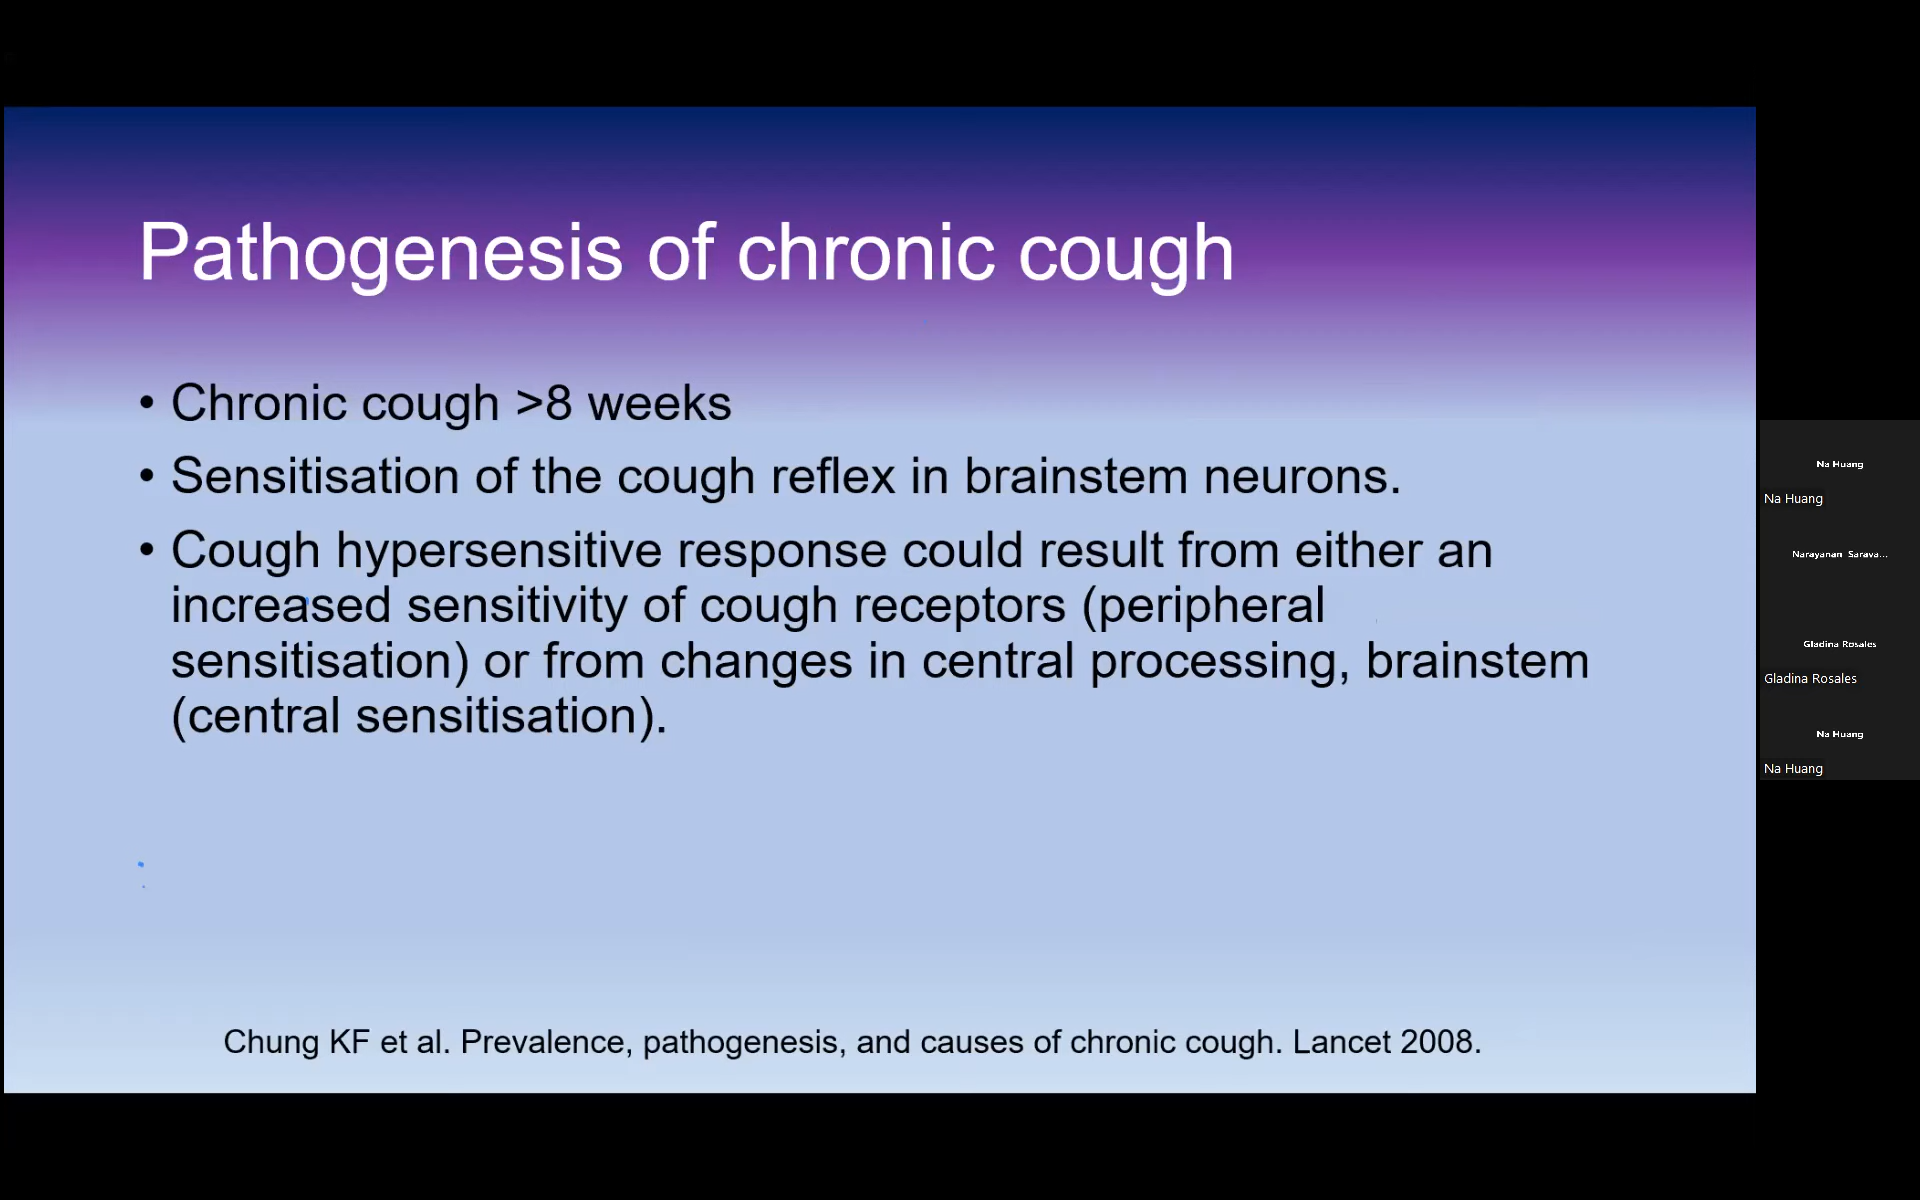 Pathogenesis of chronic cough
• Chronic cough >8 weeks
• Sensitisation of the cough reflex in brainstem neurons.
• Cough hypersensitive response could result from either an
increased sensitivity of cough receptors (peripheral
sensitisation) or from changes in central processing, brainstem
(central sensitisation).
Chung KF et al. Prevalence, pathogenesis, and causes of chronic cough. Lancet 2008.
Na Huang
Na Huang
Narayanan Sarava...
Gladina Rosales
Gladina Rosales
Na Huang
Na Huang